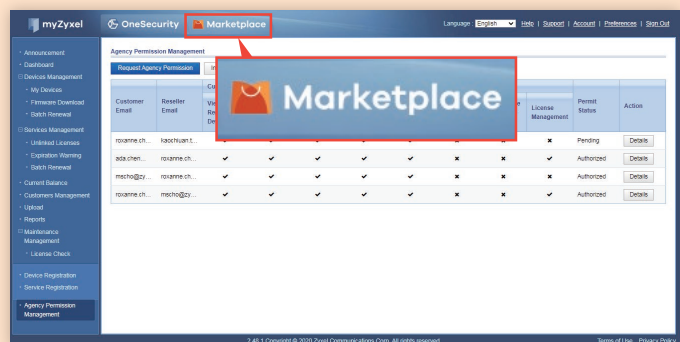 myZyxel
OneSecurity
Marketplace
Language : English
Help | Support | Account | Preferences | Sign Out
Announcement
Dashboard
Devices Management
My Devices
Firmware Download
Batch Renewal
Services Management
Unlinked Licenses
Expiration Warning
Batch Renewal
Current Balance
Customers Management
Upload
Reports
Maintenance
Management
License Check
Device Registration
Service Registration
Agency Permission
Management
Agency Permission Management
Request Agency Permission
Marketplace
Customer
Email
Reseller
Email
License
Management
Permit
Status
Action
roxanne.ch... kaochiuan.t... Pending Details
ada.chen... roxanne.ch... Authorized Details
mscho@zy... roxanne.ch... Authorized Details
roxanne.ch... mscho@zy... Authorized Details
2.46.1 Copyright © 2020 Zyxel Communications Corp. All rights reserved.
Terms of Use Privacy Policy